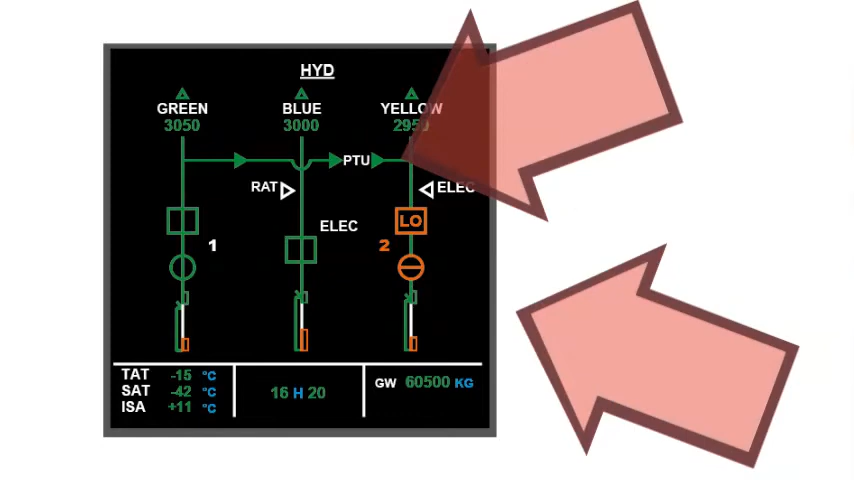 HYD
GREEN BLUE YELLOW
3050 3000 2950
PTU
RAT ELEC
LO
ELEC
1 2
TAT -15 °C
SAT -42 °C
ISA +11 °C
16 H 20
GW 60500 KG